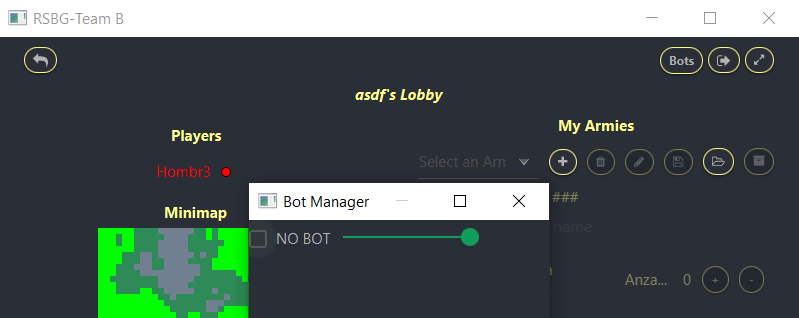 RSBG-Team B
Bots
asdf's Lobby
Players
My Armies
Hombr3
Select an Arm
###
Minimap
Bot Manager
name
NO BOT
Anza... 0 + -